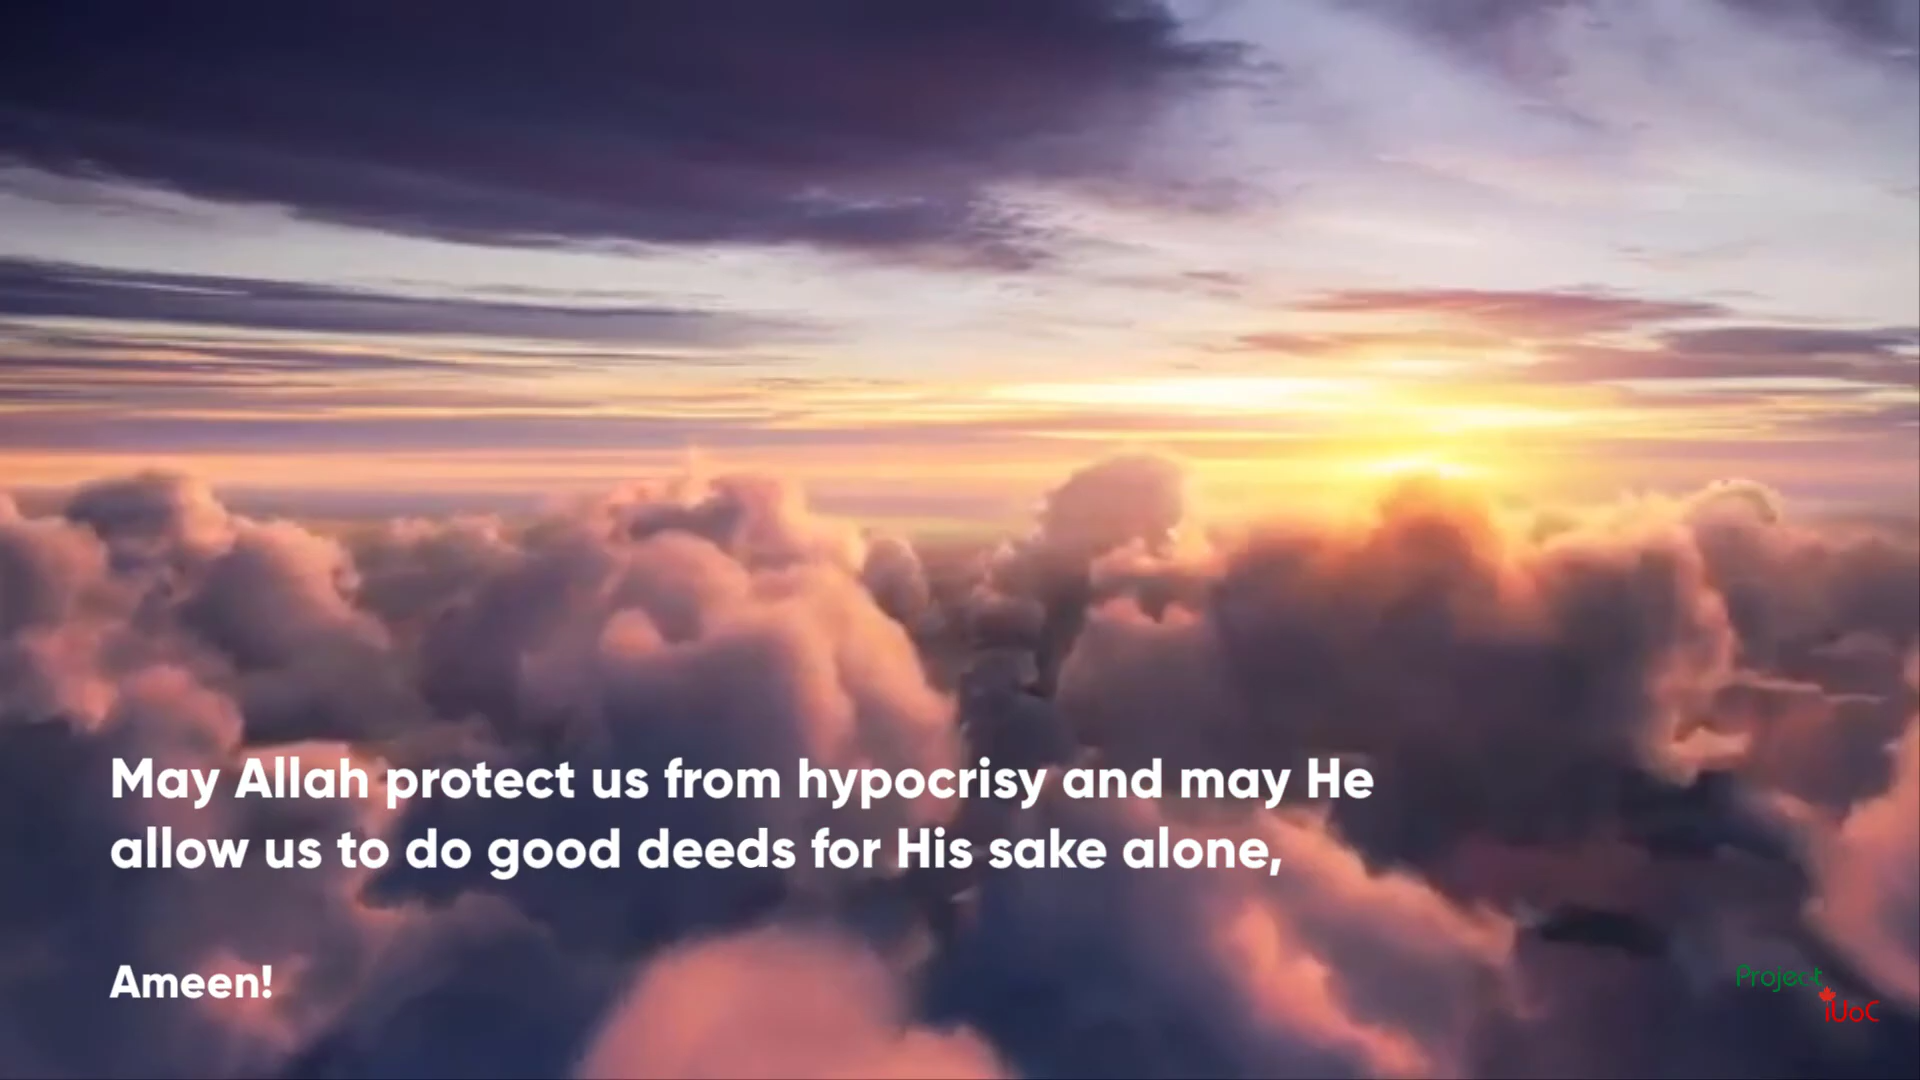 May Allah protect us from hypocrisy and may He
allow us to do good deeds for His sake alone,
Ameen!
Project
iUoC